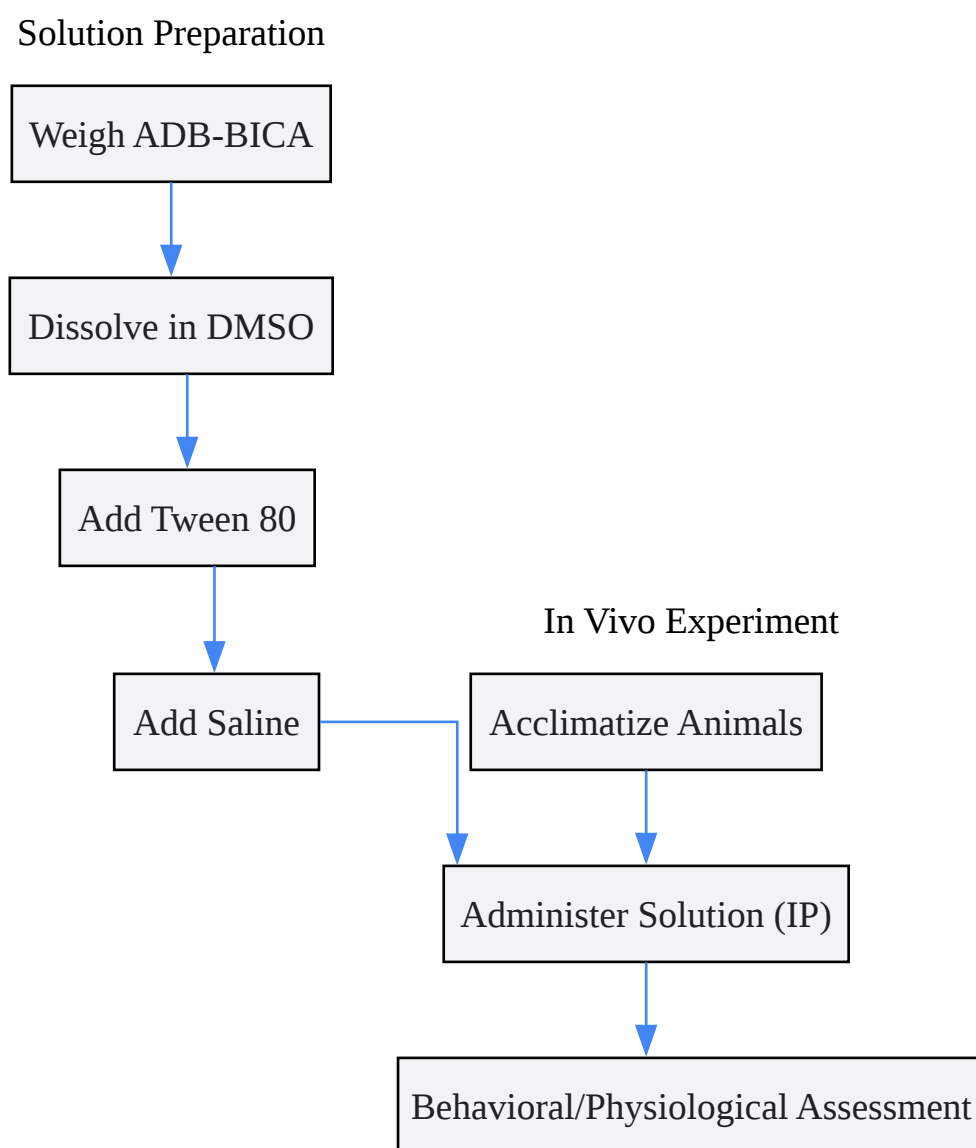 Solution Preparation
Weigh ADB-BICA
Dissolve in DMSO
Add Tween 80
Add Saline
In Vivo Experiment
Acclimatize Animals
Administer Solution (IP)
Behavioral/Physiological Assessment